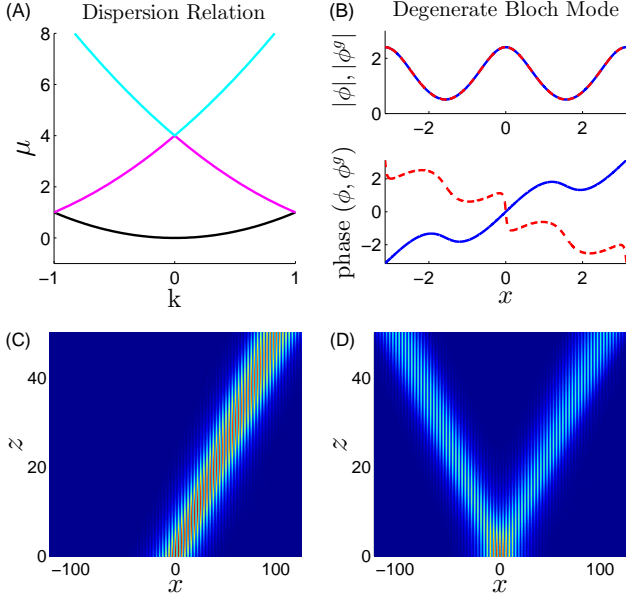 (A) Dispersion Relation
8
6
4
2
0
μ
−1 0 1
k
(B) Degenerate Bloch Mode
2
0
|ϕ|, |ϕ^g|
−2 0 2
2
0
−2
phase (ϕ, ϕ^g)
−2 0 2
x
(C)
40
20
0
z
−100 0 100
x
(D)
40
20
0
z
−100 0 100
x